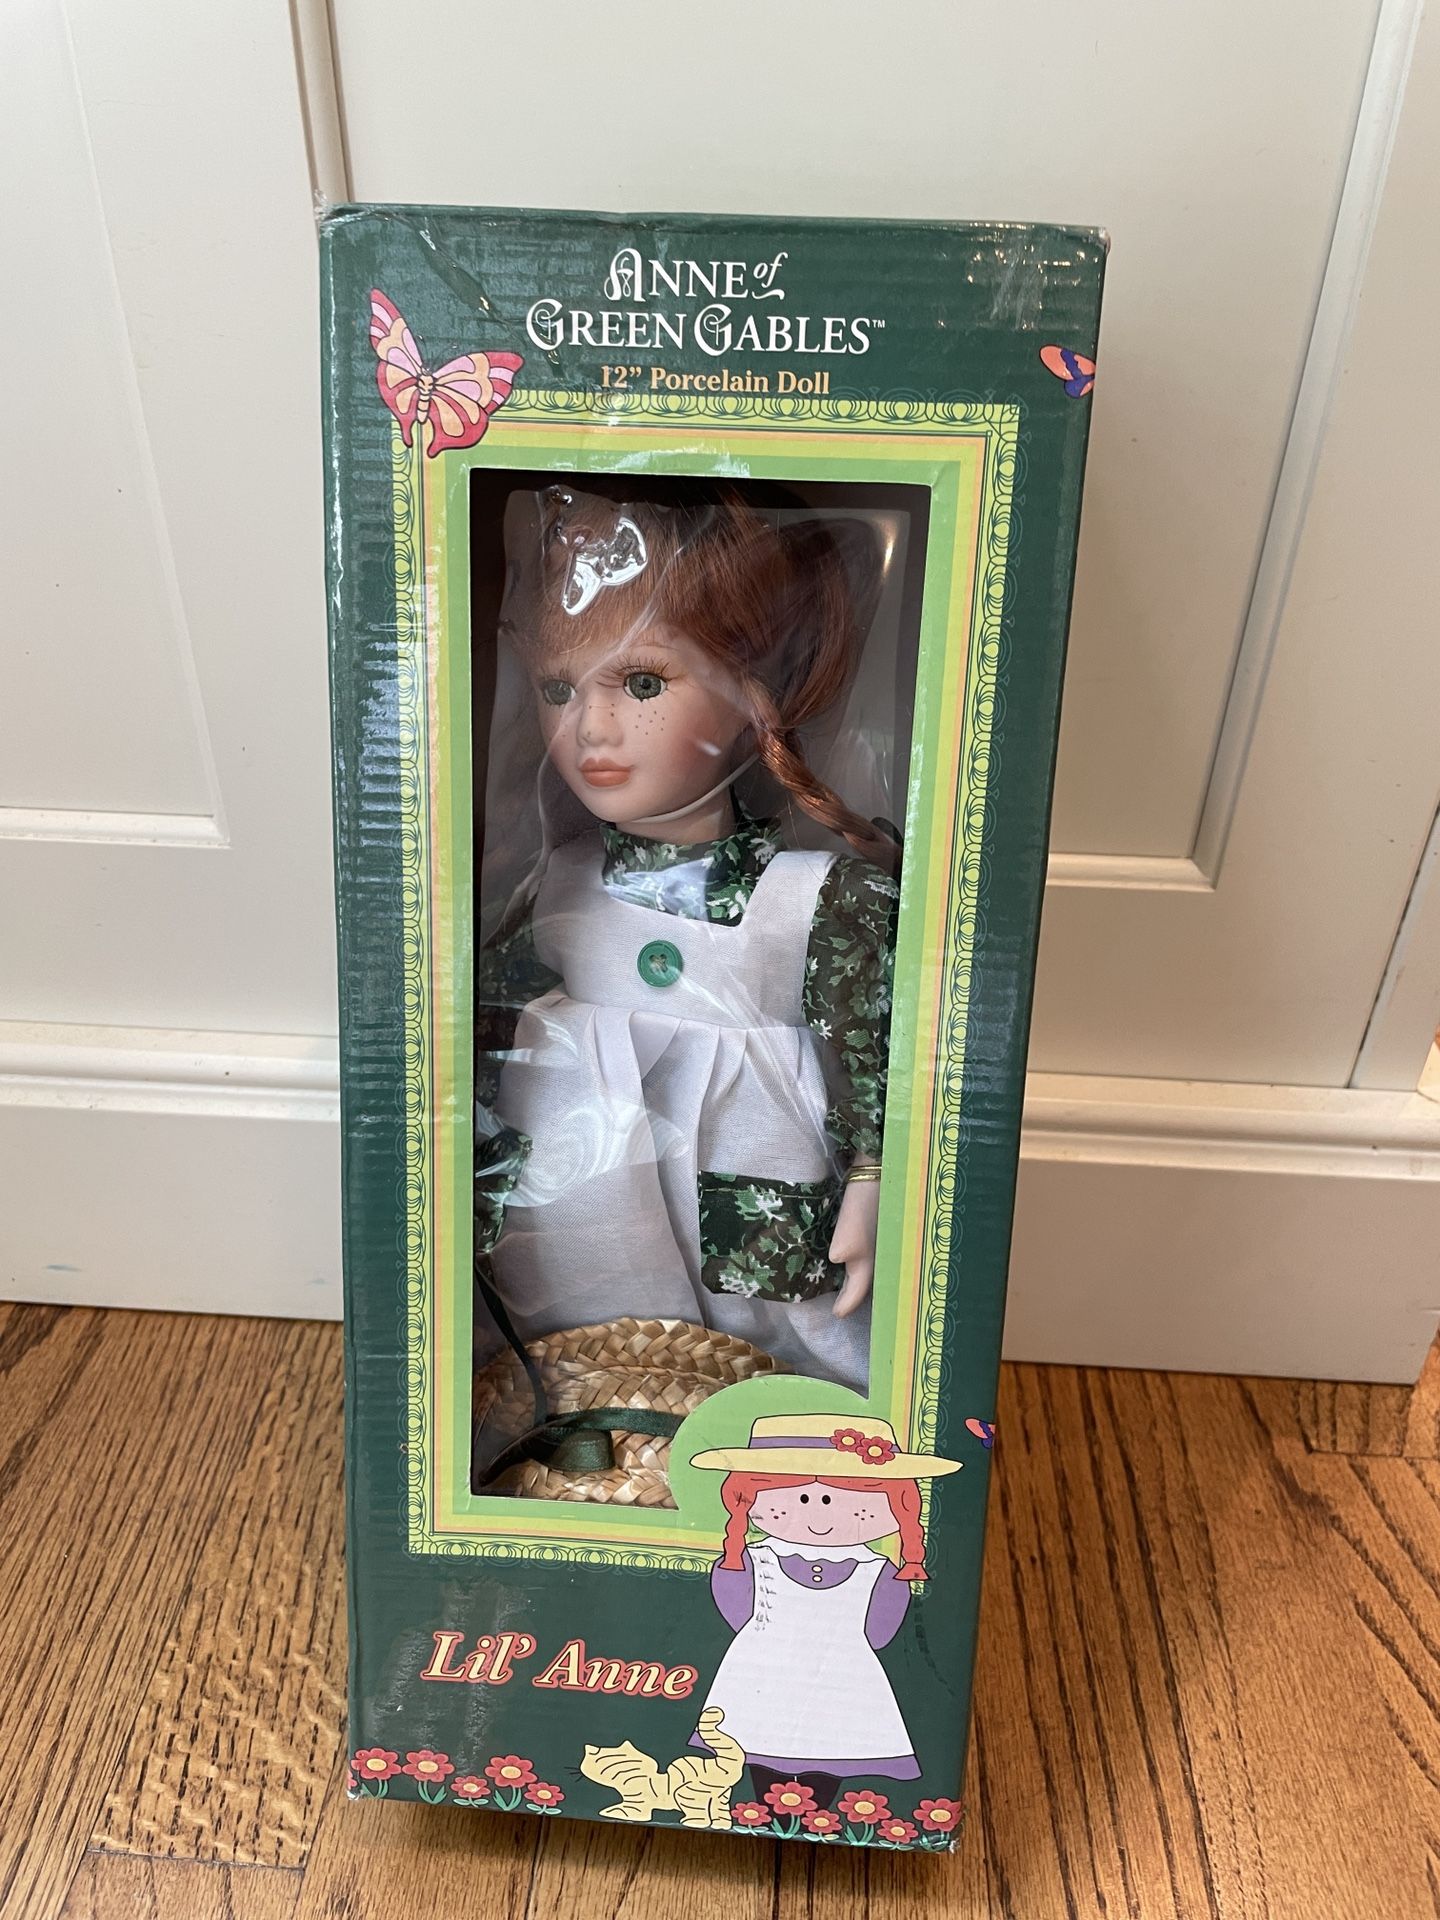 Anne of
Green Gables™
12" Porcelain Doll
Lil' Anne